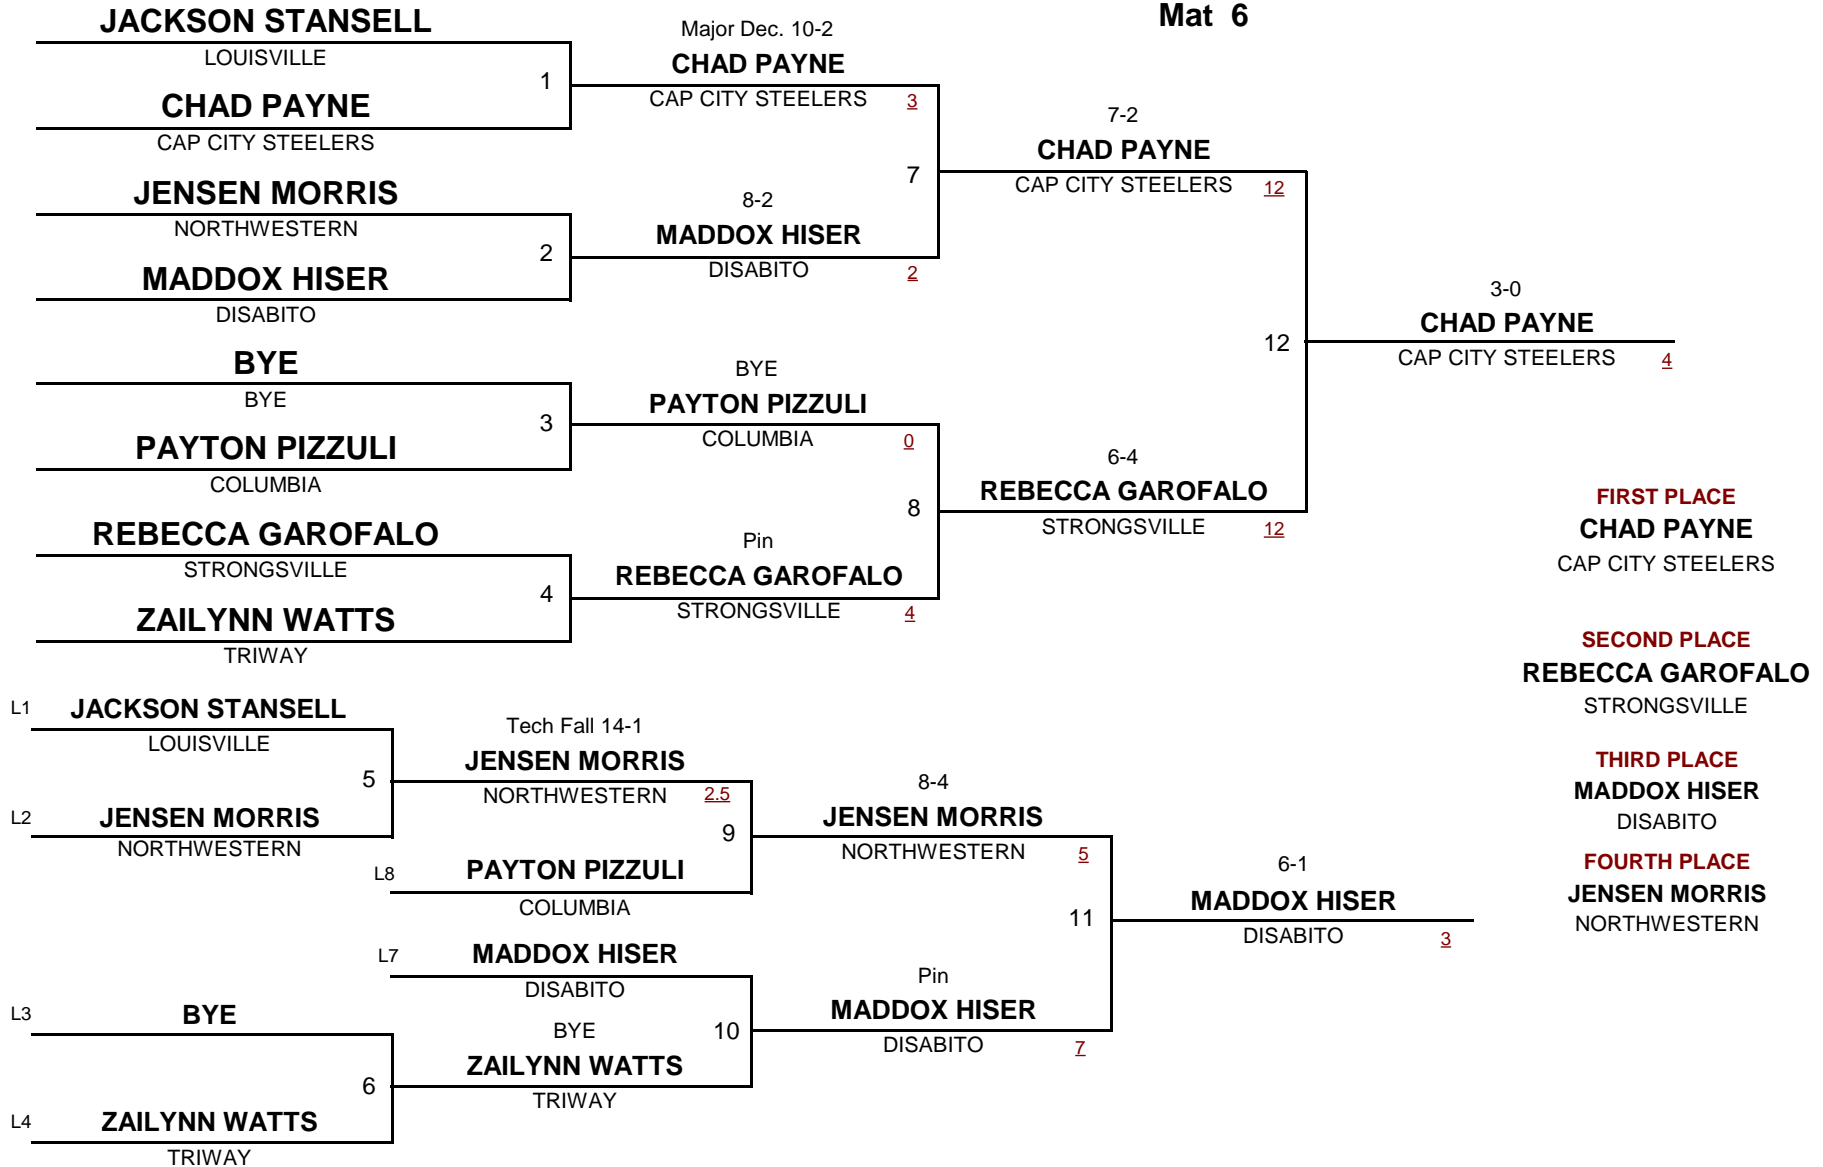 Mat 6
JACKSON STANSELL
LOUISVILLE
1
CHAD PAYNE
CAP CITY STEELERS
JENSEN MORRIS
NORTHWESTERN
2
MADDOX HISER
DISABITO
BYE
BYE
3
PAYTON PIZZULI
COLUMBIA
REBECCA GAROFALO
STRONGSVILLE
4
ZAILYNN WATTS
TRIWAY
Major Dec. 10-2
CHAD PAYNE
CAP CITY STEELERS 3
7
8-2
MADDOX HISER
DISABITO 2
BYE
PAYTON PIZZULI
COLUMBIA 0
8
Pin
REBECCA GAROFALO
STRONGSVILLE 4
7-2
CHAD PAYNE
CAP CITY STEELERS 12
12
6-4
REBECCA GAROFALO
STRONGSVILLE 12
3-0
CHAD PAYNE
CAP CITY STEELERS 4
FIRST PLACE
CHAD PAYNE
CAP CITY STEELERS
SECOND PLACE
REBECCA GAROFALO
STRONGSVILLE
THIRD PLACE
MADDOX HISER
DISABITO
FOURTH PLACE
JENSEN MORRIS
NORTHWESTERN
L1 JACKSON STANSELL
LOUISVILLE
5
L2 JENSEN MORRIS
NORTHWESTERN
L3 BYE
6
L4 ZAILYNN WATTS
TRIWAY
Tech Fall 14-1
JENSEN MORRIS
NORTHWESTERN 2.5
9
L8 PAYTON PIZZULI
COLUMBIA
L7 MADDOX HISER
DISABITO
10
BYE
ZAILYNN WATTS
TRIWAY
8-4
JENSEN MORRIS
NORTHWESTERN 5
11
Pin
MADDOX HISER
DISABITO 7
6-1
MADDOX HISER
DISABITO 3